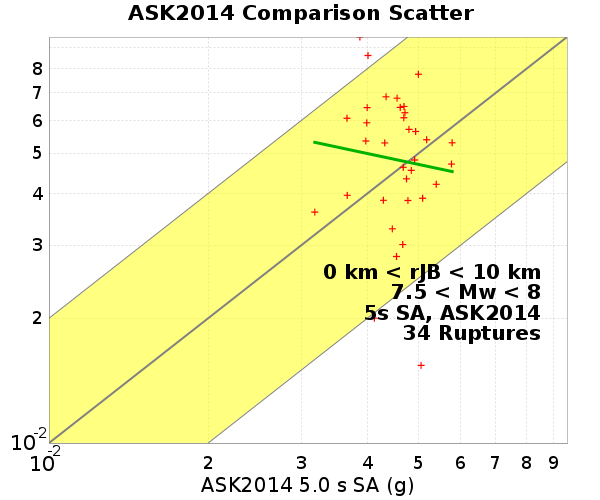 ASK2014 Comparison Scatter
8
7
6
5
4
3
2
10-2
0 km < rJB < 10 km
7.5 < Mw < 8
5s SA, ASK2014
34 Ruptures
10-2 2 3 4 5 6 7 8 9
ASK2014 5.0 s SA (g)